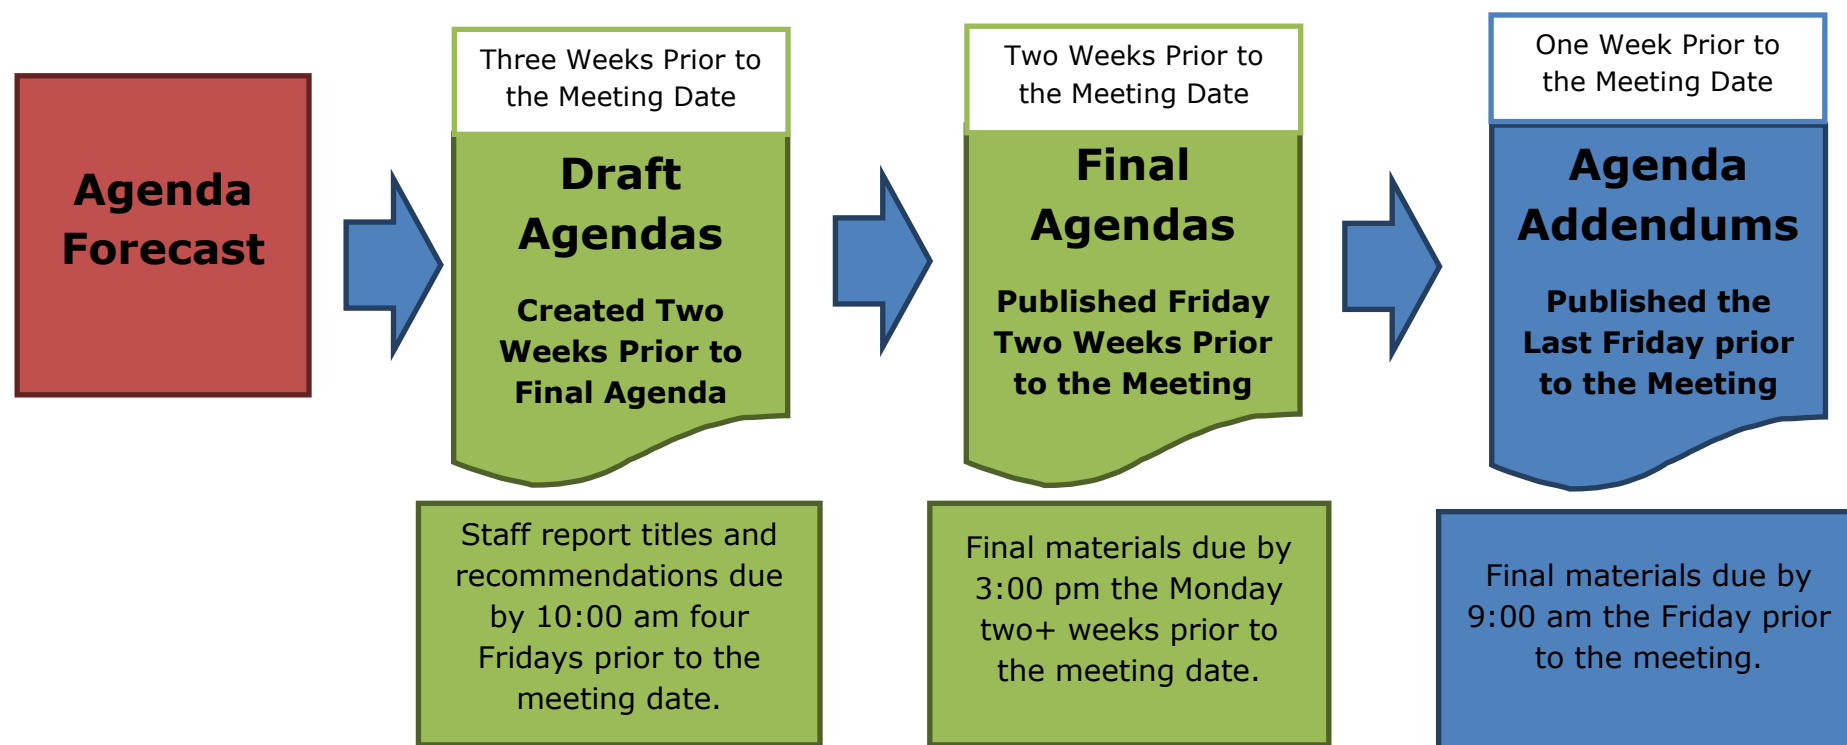 Agenda
Forecast
Three Weeks Prior to
the Meeting Date
Draft
Agendas
Created Two
Weeks Prior to
Final Agenda
Staff report titles and
recommendations due
by 10:00 am four
Fridays prior to the
meeting date.
Two Weeks Prior to
the Meeting Date
Final
Agendas
Published Friday
Two Weeks Prior
to the Meeting
Final materials due by
3:00 pm the Monday
two+ weeks prior to
the meeting date.
One Week Prior to
the Meeting Date
Agenda
Addendums
Published the
Last Friday prior
to the Meeting
Final materials due by
9:00 am the Friday prior
to the meeting.